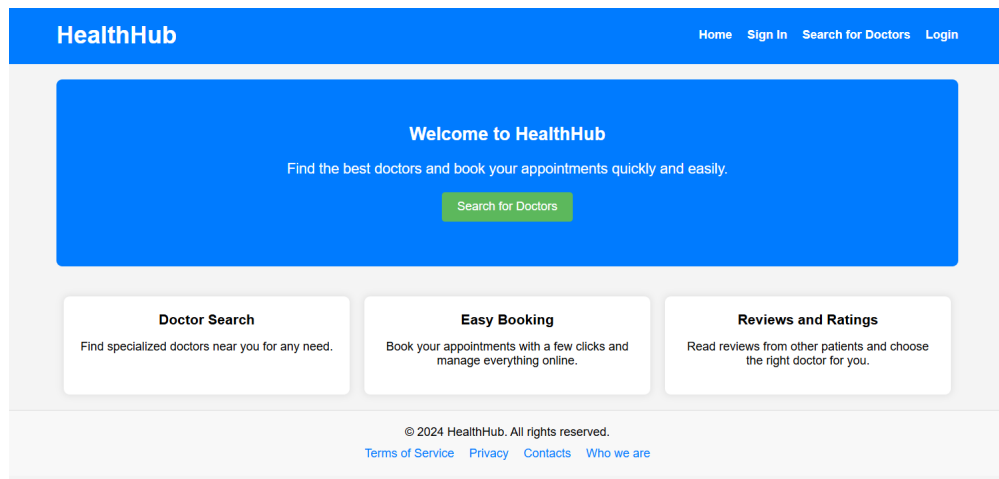 HealthHub
Home Sign In Search for Doctors Login
Welcome to HealthHub
Find the best doctors and book your appointments quickly and easily.
Search for Doctors
Doctor Search
Find specialized doctors near you for any need.
Easy Booking
Book your appointments with a few clicks and
manage everything online.
Reviews and Ratings
Read reviews from other patients and choose
the right doctor for you.
© 2024 HealthHub. All rights reserved.
Terms of Service Privacy Contacts Who we are